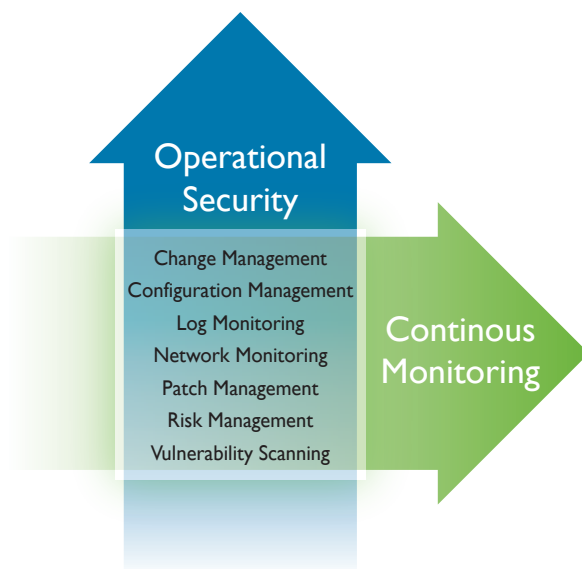 Operational
Security
Change Management
Configuration Management
Log Monitoring
Network Monitoring
Patch Management
Risk Management
Vulnerability Scanning
Continous
Monitoring